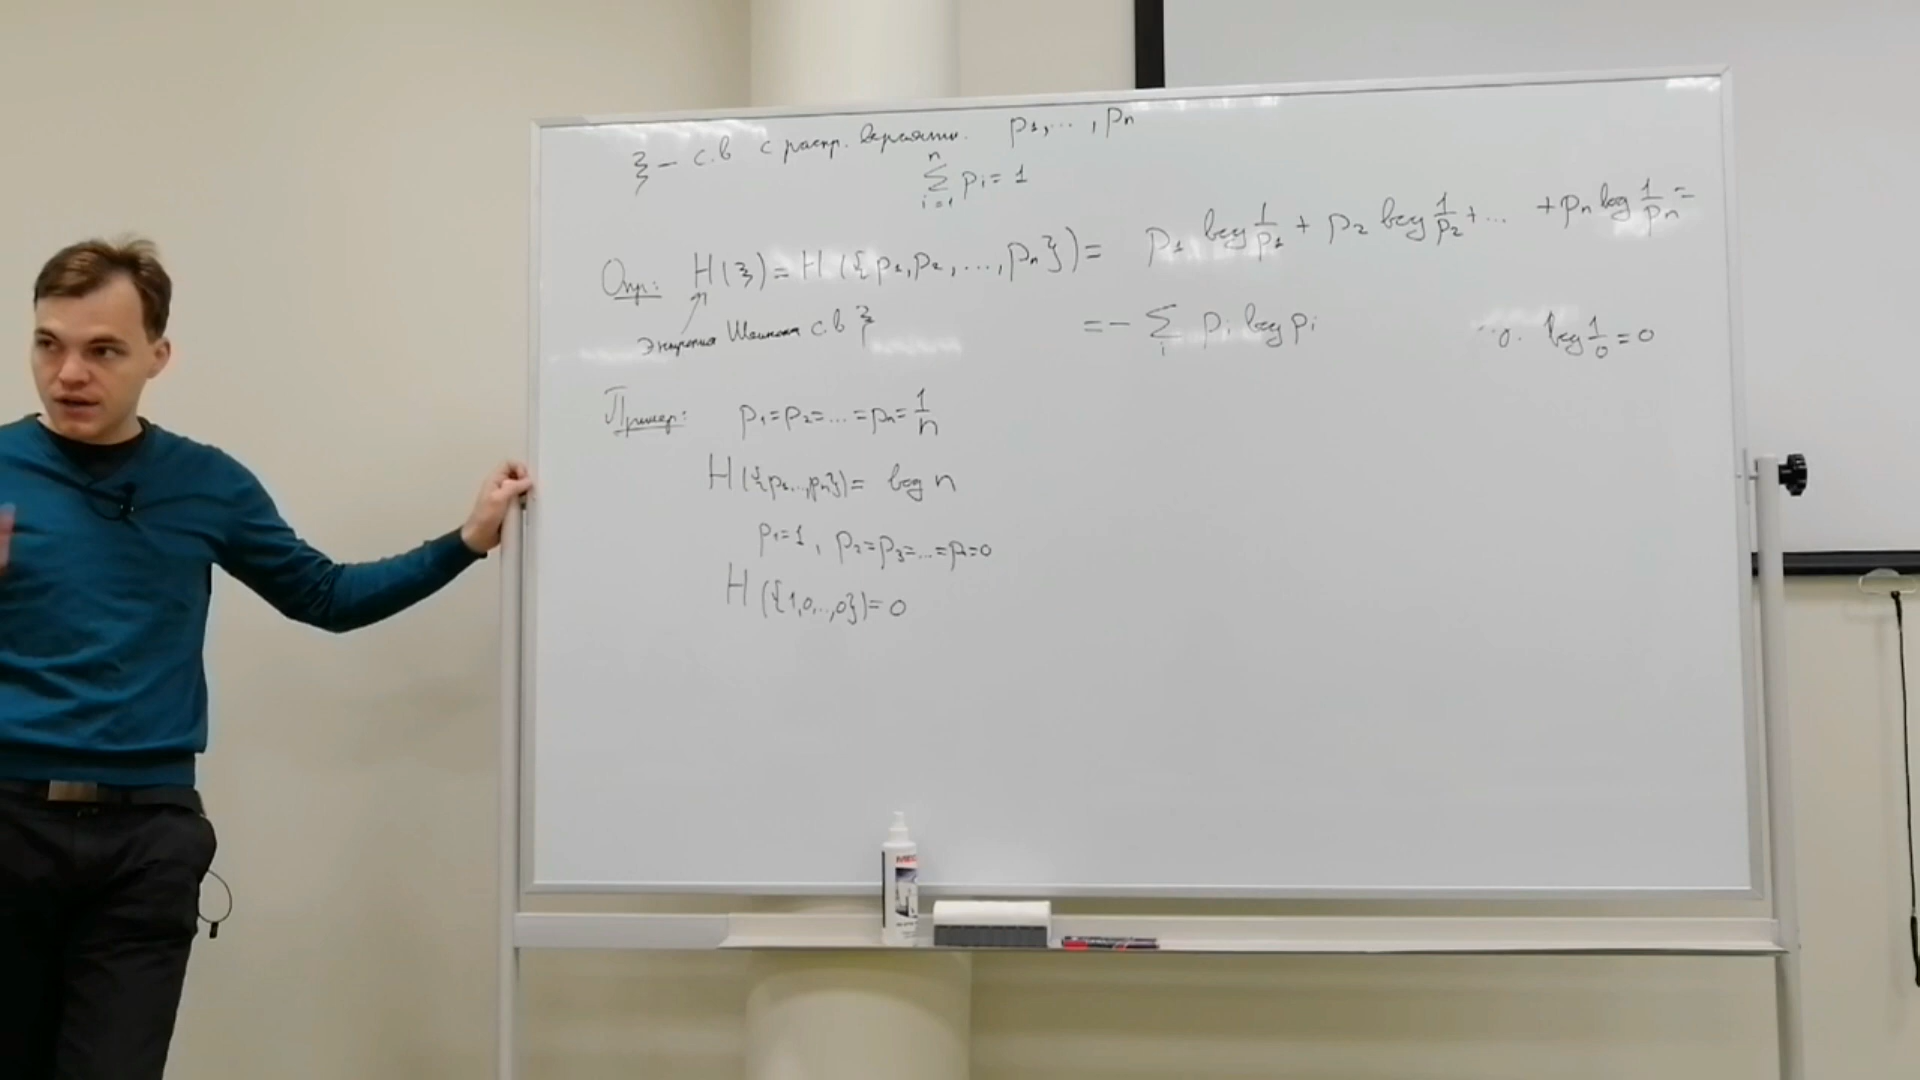 ξ – с.в с распр. вероятн. p₁, ..., pₙ
∑ᵢ₌₁ⁿ pᵢ = 1
Опр: H(ξ) = H({p₁, p₂, ..., pₙ}) = p₁ log 1/p₁ + p₂ log 1/p₂ + ... + pₙ log 1/pₙ =
Энтропия Шеннона с.в ξ
= − ∑ᵢ pᵢ log pᵢ
0 · log 1/0 = 0
Пример: p₁ = p₂ = ... = pₙ = 1/n
H({p₁, .., pₙ}) = log n
p₁ = 1, p₂ = p₃ = ... = pₙ = 0
H({1, 0, .., 0}) = 0